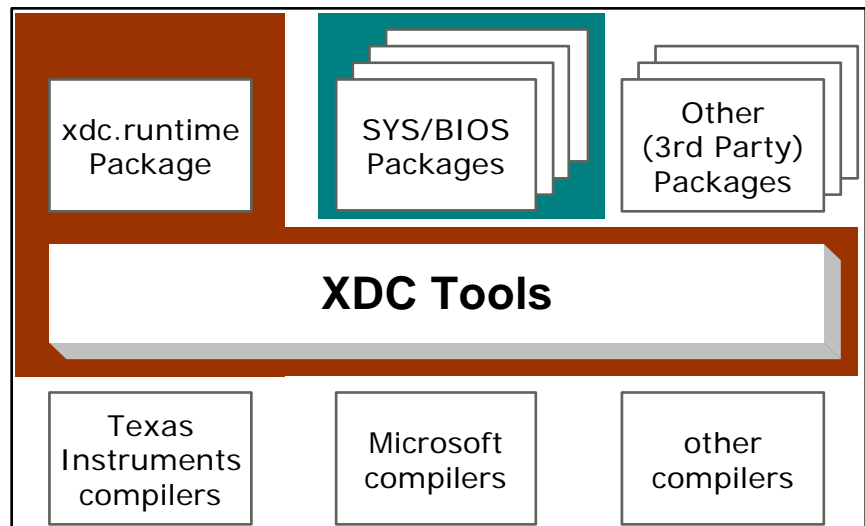 xdc.runtime
Package
SYS/BIOS
Packages
Other
(3rd Party)
Packages
XDC Tools
Texas
Instruments
compilers
Microsoft
compilers
other
compilers